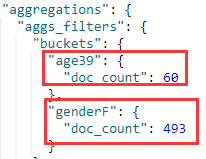 "aggregations": {
"aggs_filters": {
"buckets": {
"age39": {
"doc_count": 60
},
"genderF": {
"doc_count": 493
}